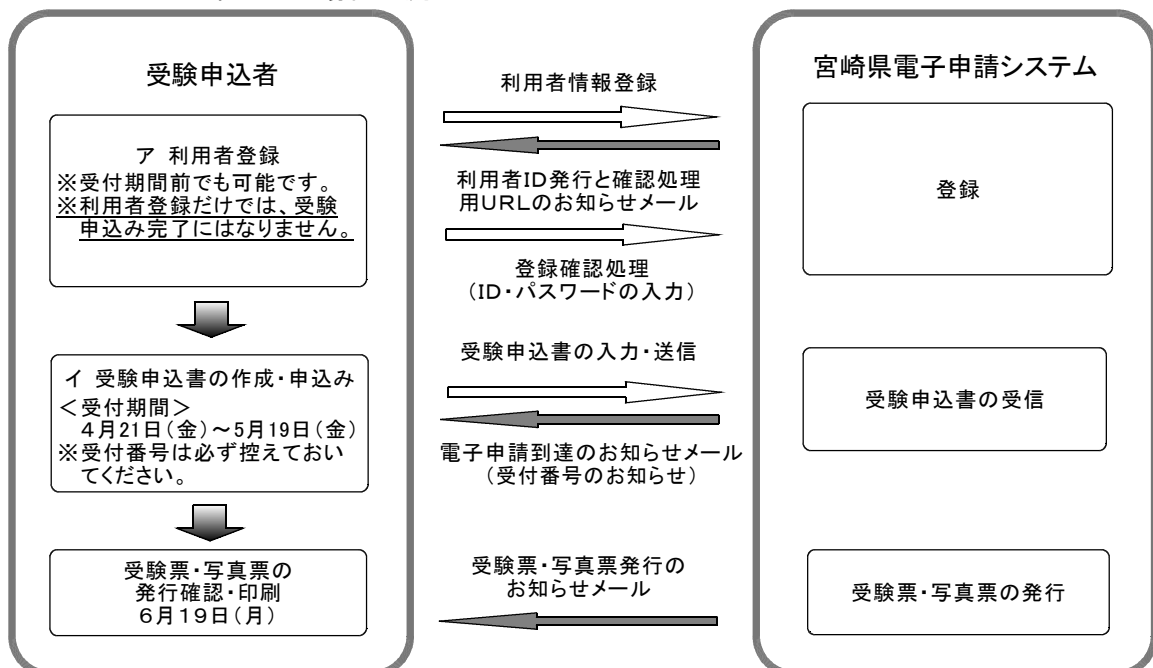 受験申込者
ア 利用者登録
※受付期間前でも可能です。
※利用者登録だけでは、受験
申込み完了にはなりません。
イ 受験申込書の作成・申込み
＜受付期間＞
4月21日(金)～5月19日(金)
※受付番号は必ず控えておい
てください。
受験票・写真票の
発行確認・印刷
6月19日(月)
利用者情報登録
利用者ID発行と確認処理
用URLのお知らせメール
登録確認処理
(ID・パスワードの入力)
受験申込書の入力・送信
電子申請到達のお知らせメール
(受付番号のお知らせ)
受験票・写真票発行の
お知らせメール
宮崎県電子申請システム
登録
受験申込書の受信
受験票・写真票の発行